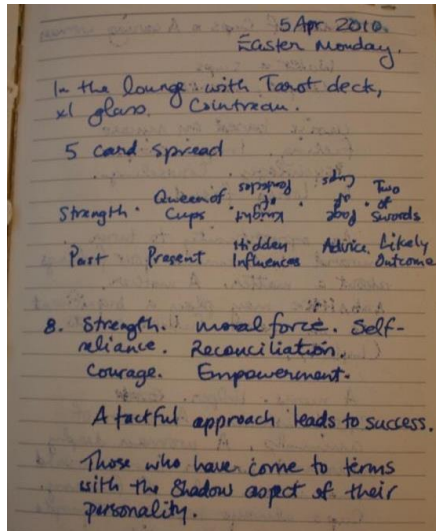 5 Apr. 2010.
Easter Monday.
In the lounge with Tarot deck,
x1 glass Cointreau.
5 card spread
Strength · Queen of Cups · Knight of Pentacles · Page of Cups · Two of Swords
Past Present Hidden Influences Advice Likely Outcome
8. Strength. moral force. Self-
reliance. Reconciliation.
Courage. Empowerment.
A tactful approach leads to success.
Those who have come to terms
with the Shadow aspect of their
personality.